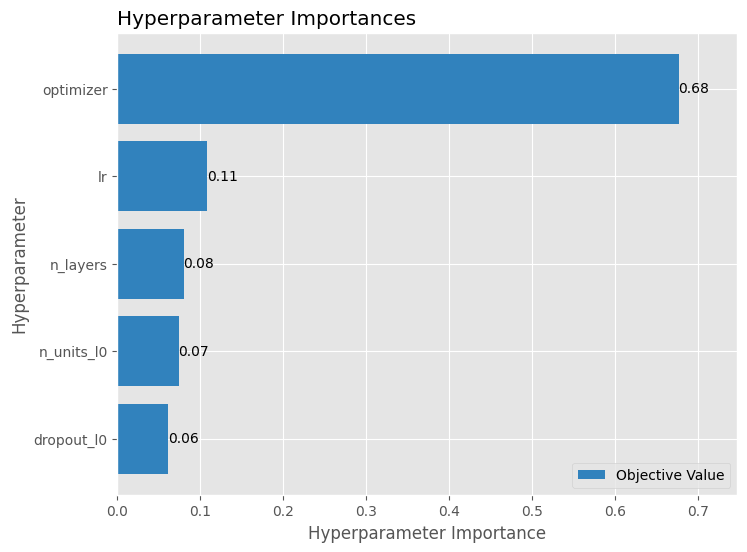 Hyperparameter Importances
optimizer
0.68
lr
0.11
n_layers
0.08
n_units_l0
0.07
dropout_l0
0.06
Hyperparameter
Objective Value
0.0 0.1 0.2 0.3 0.4 0.5 0.6 0.7
Hyperparameter Importance